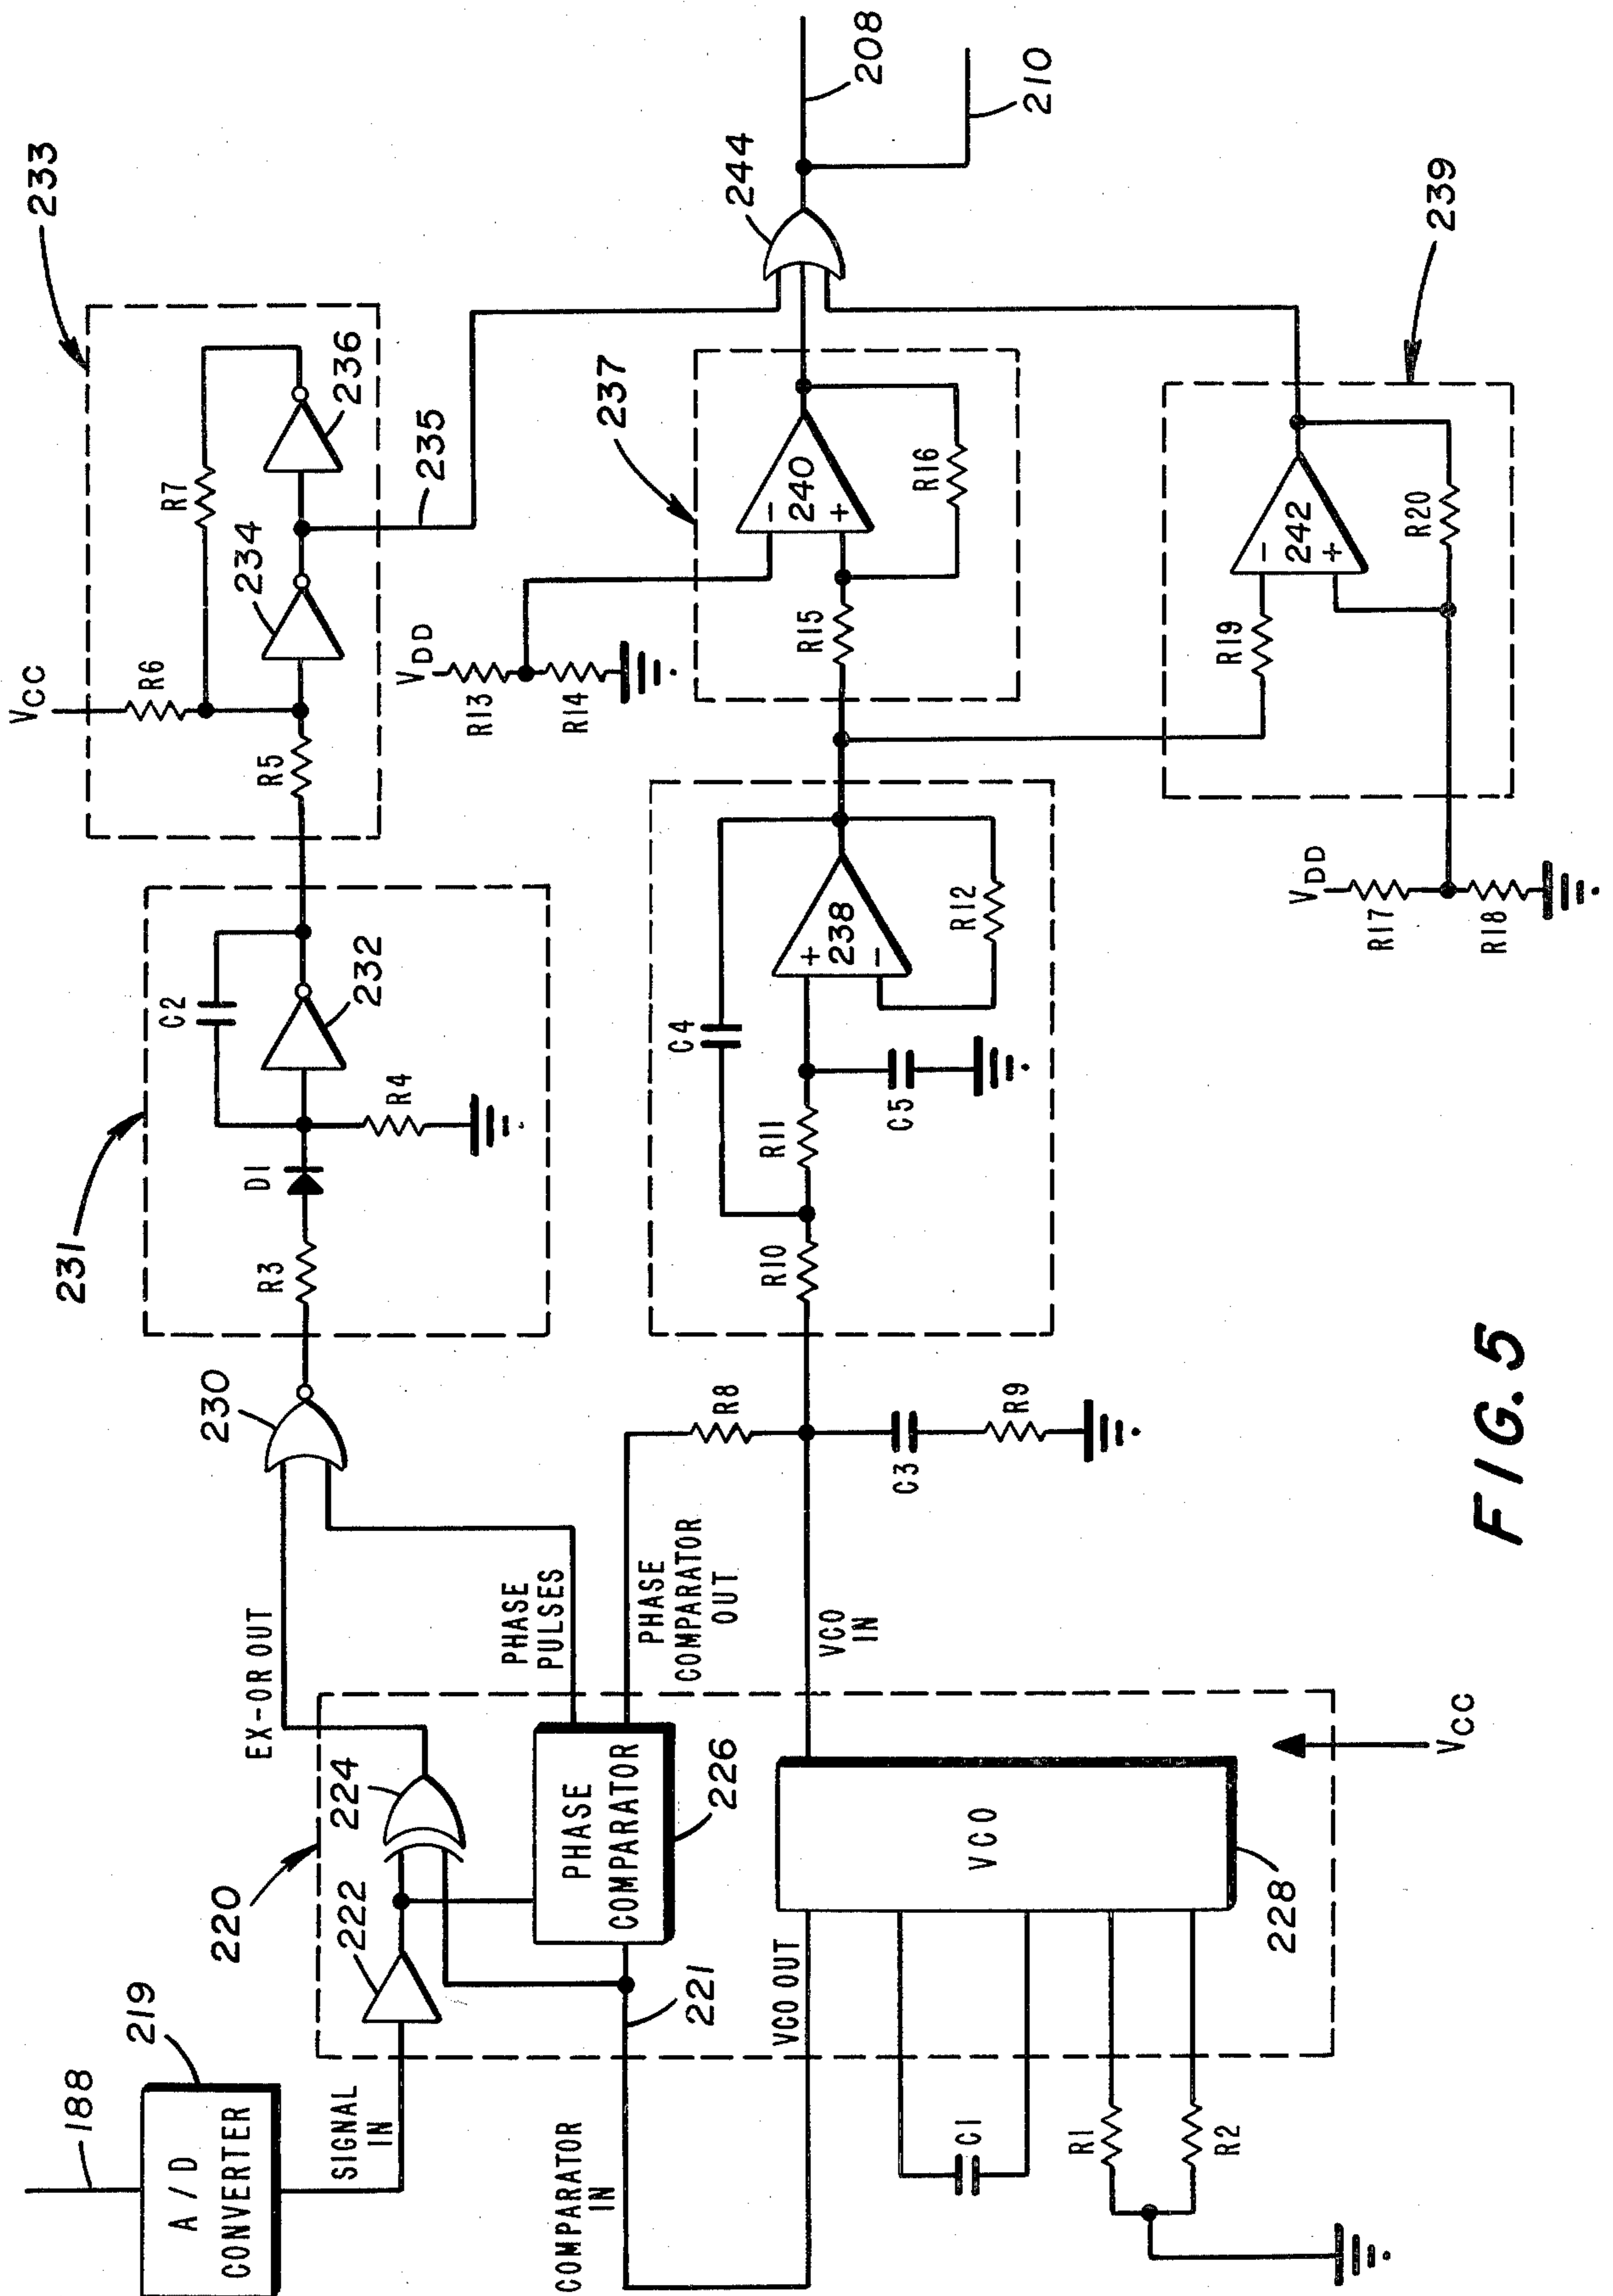 188
219
A/D
CONVERTER
SIGNAL
IN
COMPARATOR
IN
220
222
224
EX-OR OUT
PHASE
COMPARATOR
226
221
PHASE
PULSES
PHASE
COMPARATOR
OUT
VCO OUT
VCO
IN
VCO
228
VCC
C1
R1
R2
230
231
R3
D1
R4
C2
232
233
VCC
R5
R6
R7
234
236
235
R8
C3
R9
R10
R11
C4
C5
+
238
−
R12
VDD
R13
R14
237
R15
−
240
+
R16
VDD
R17
R18
239
R19
−
242
+
R20
244
208
210
FIG. 5